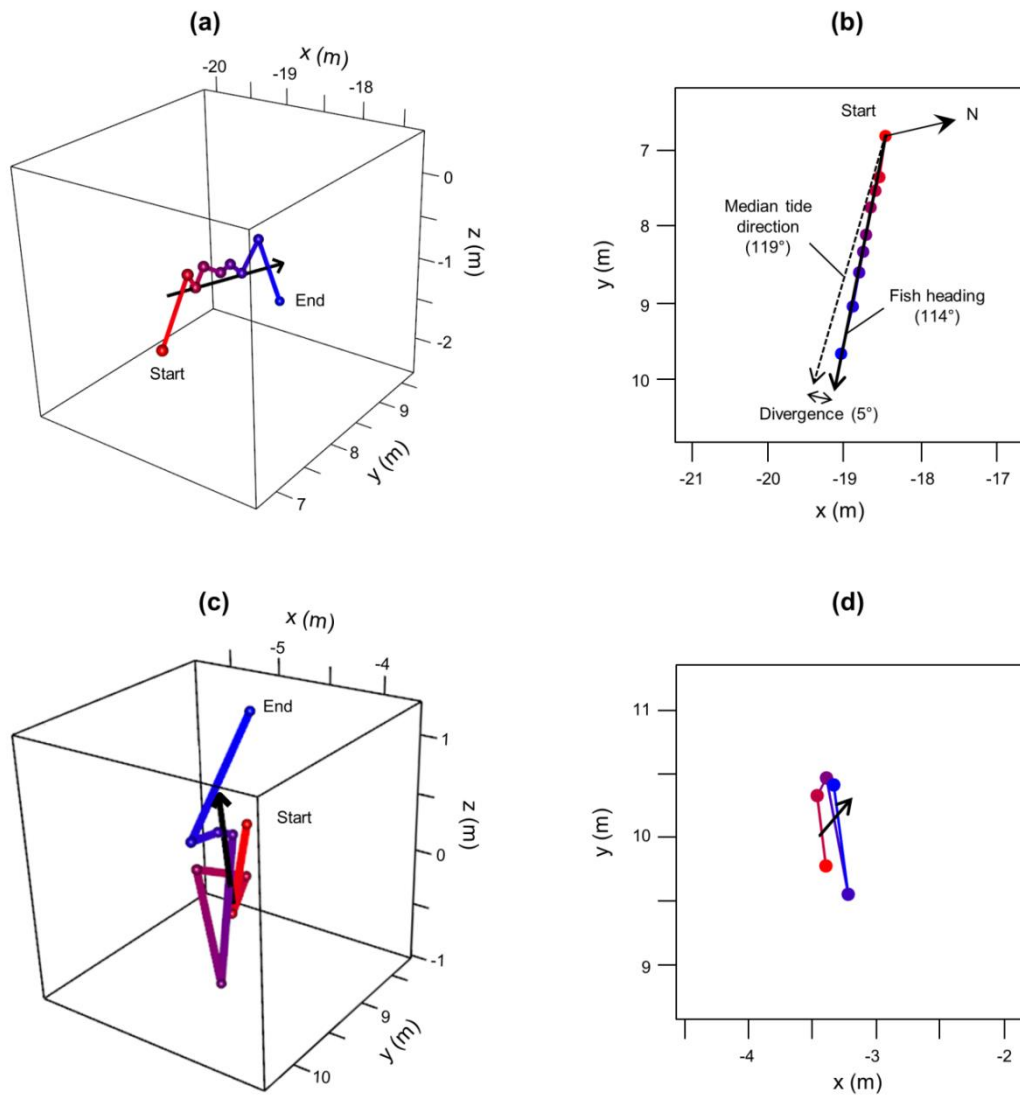 (a)
x (m)
-20
-19
-18
0
-1
-2
z (m)
9
8
7
y (m)
Start
End
(b)
Start
N
7
8
9
10
y (m)
Median tide
direction
(119°)
Fish heading
(114°)
Divergence (5°)
-21
-20
-19
-18
-17
x (m)
(c)
x (m)
-5
-4
End
Start
1
0
-1
z (m)
9
10
y (m)
(d)
11
10
9
y (m)
-4
-3
-2
x (m)